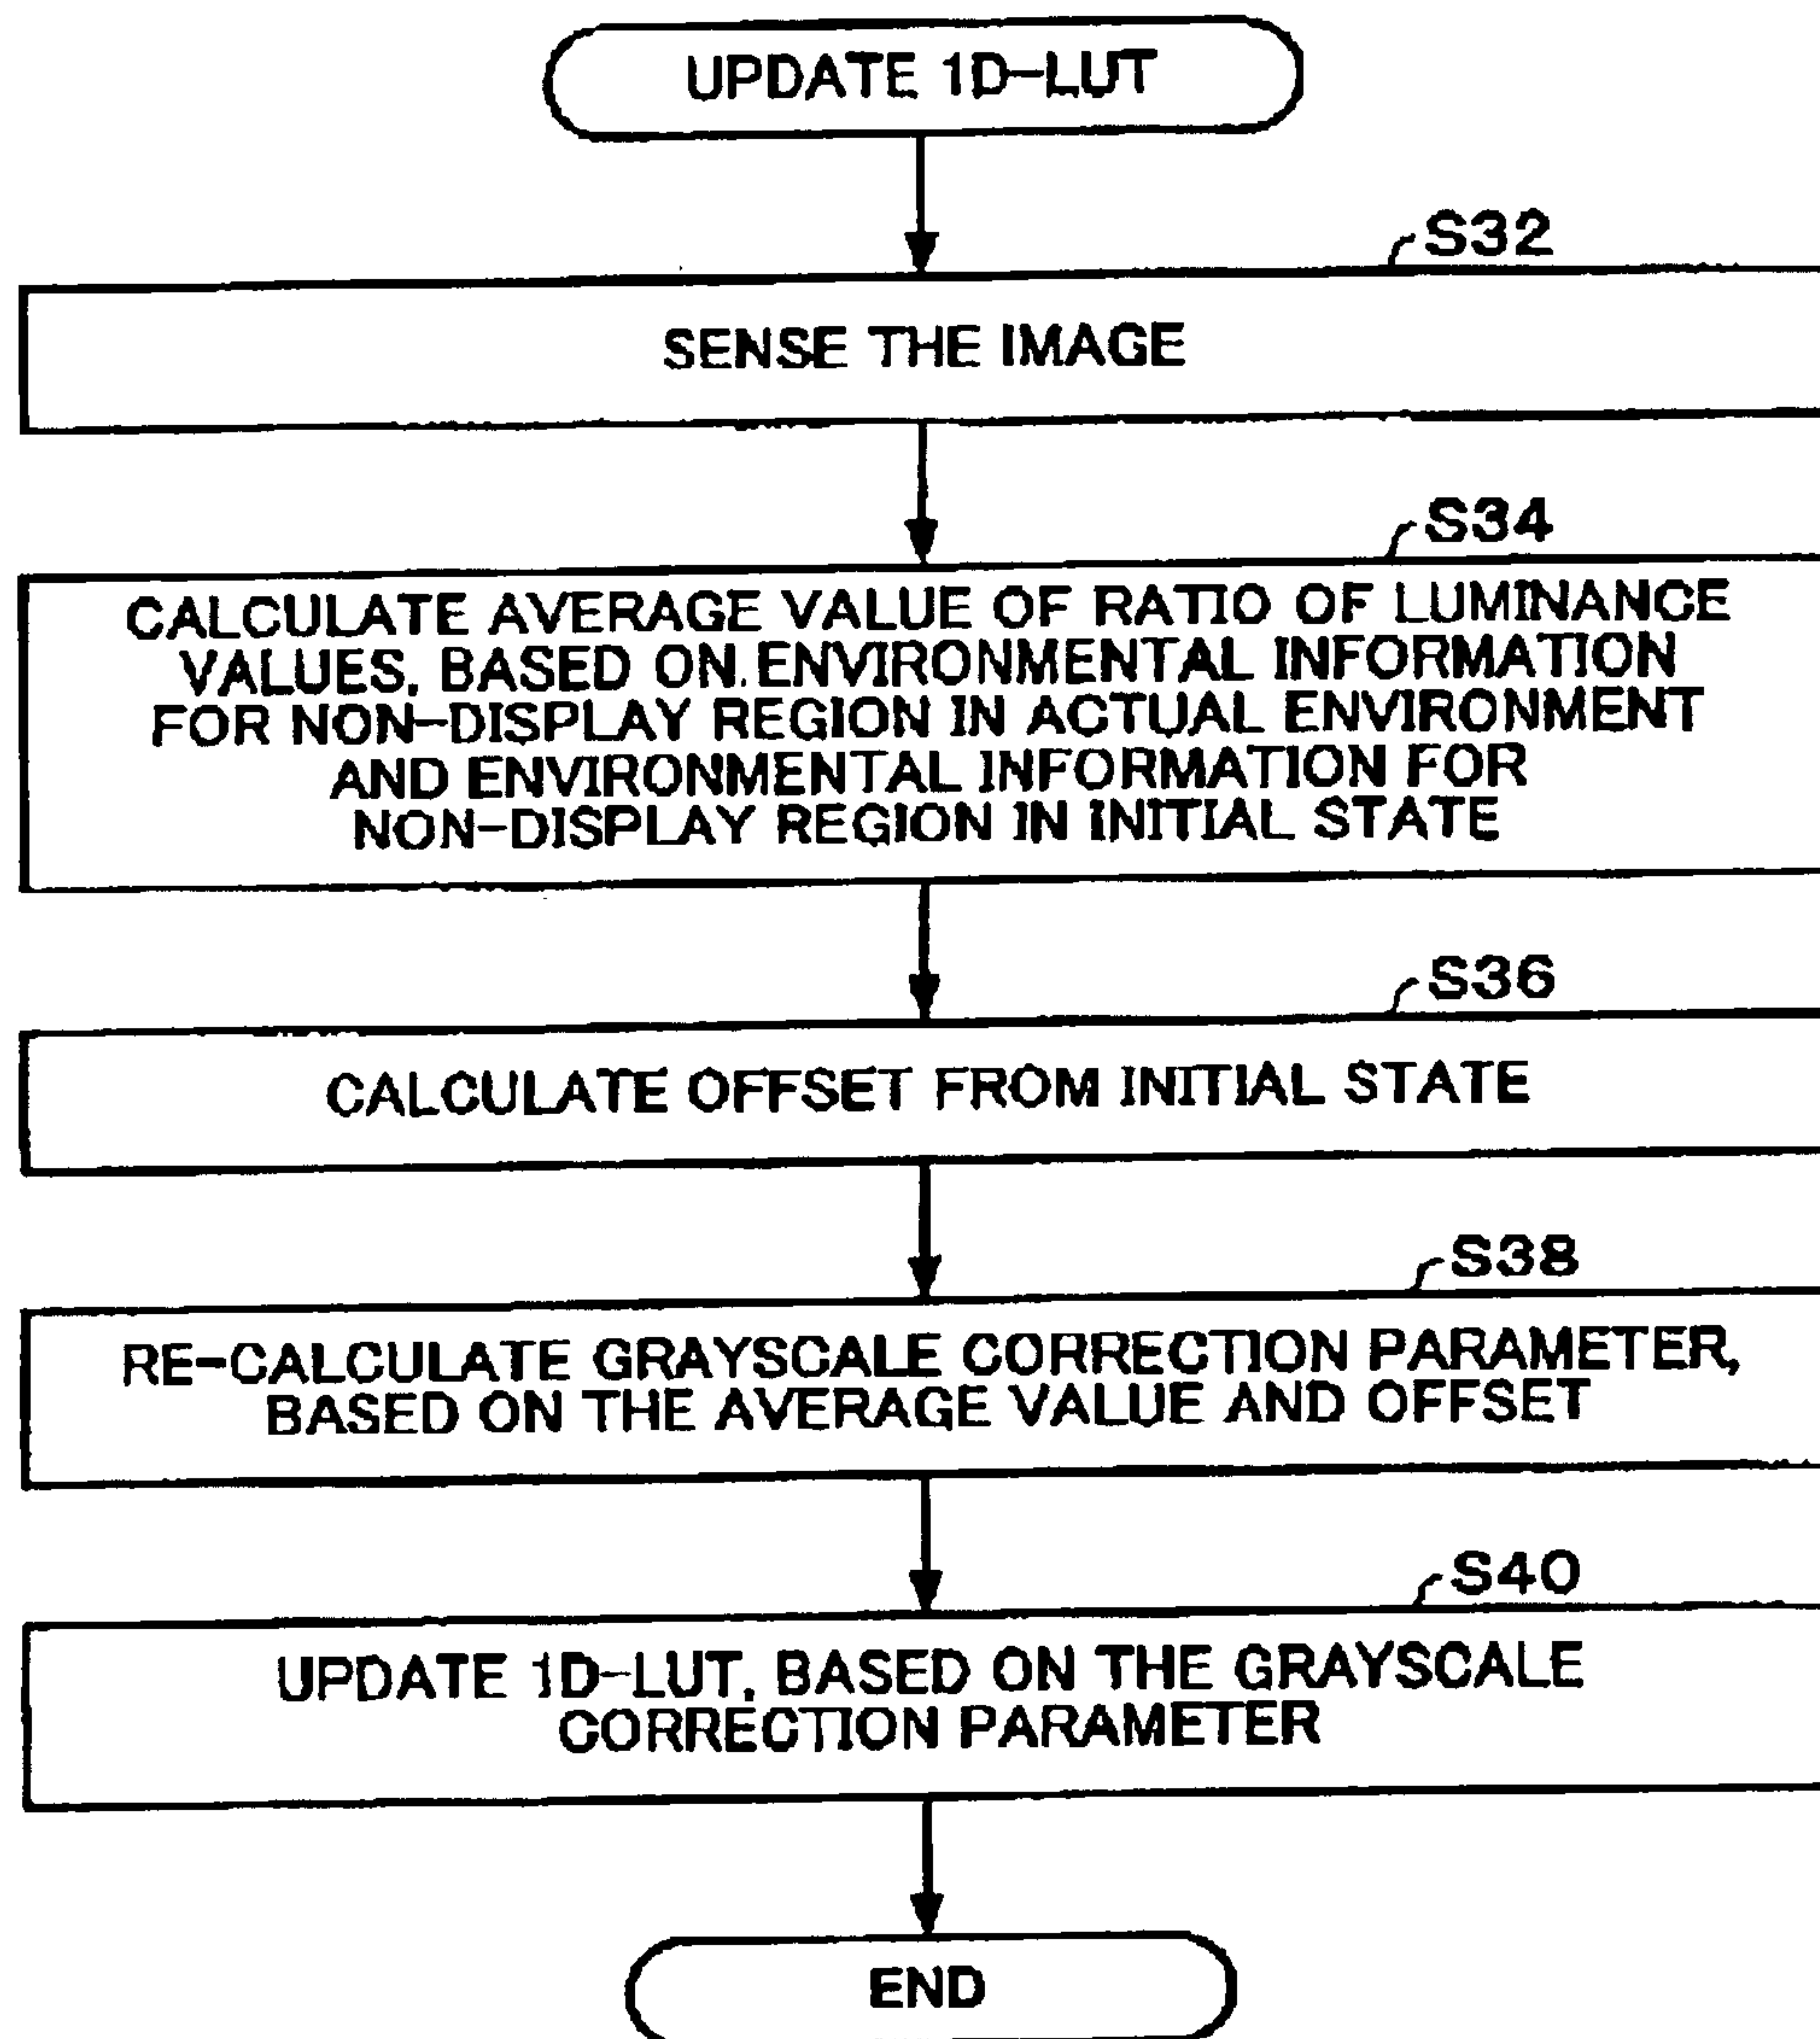 UPDATE 1D-LUT
S32
SENSE THE IMAGE
S34
CALCULATE AVERAGE VALUE OF RATIO OF LUMINANCE
VALUES, BASED ON ENVIRONMENTAL INFORMATION
FOR NON-DISPLAY REGION IN ACTUAL ENVIRONMENT
AND ENVIRONMENTAL INFORMATION FOR
NON-DISPLAY REGION IN INITIAL STATE
S36
CALCULATE OFFSET FROM INITIAL STATE
S38
RE-CALCULATE GRAYSCALE CORRECTION PARAMETER,
BASED ON THE AVERAGE VALUE AND OFFSET
S40
UPDATE 1D-LUT, BASED ON THE GRAYSCALE
CORRECTION PARAMETER
END